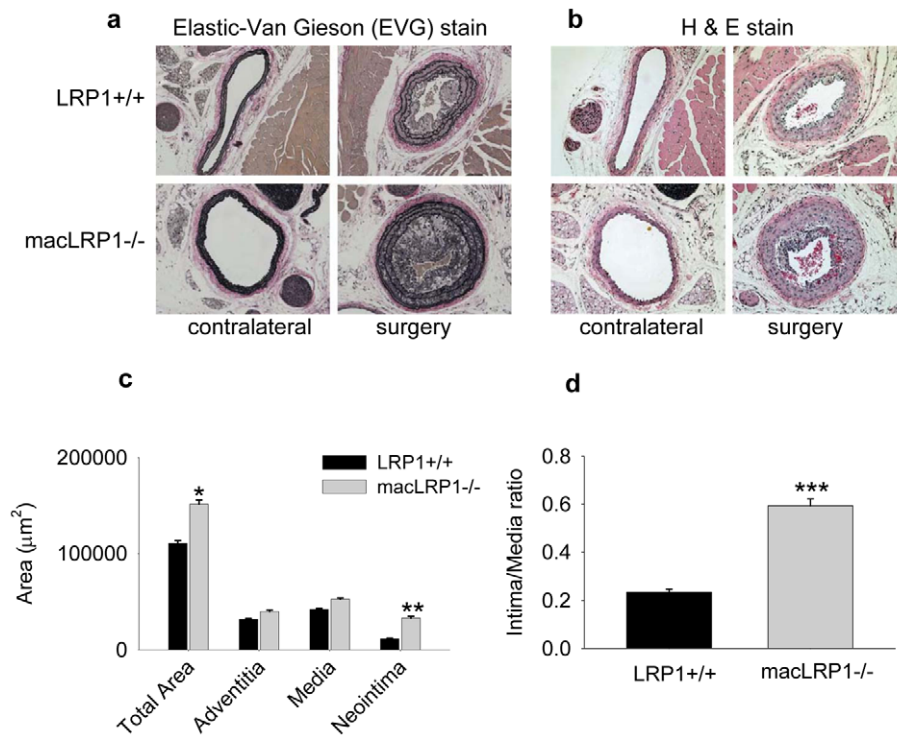 a
Elastic-Van Gieson (EVG) stain
b
H & E stain
LRP1+/+
macLRP1-/-
contralateral
surgery
contralateral
surgery
c
Area (μm²)
200000
100000
0
LRP1+/+
macLRP1-/-
*
**
Total Area
Adventitia
Media
Neointima
d
Intima/Media ratio
0.8
0.6
0.4
0.2
0.0
***
LRP1+/+
macLRP1-/-